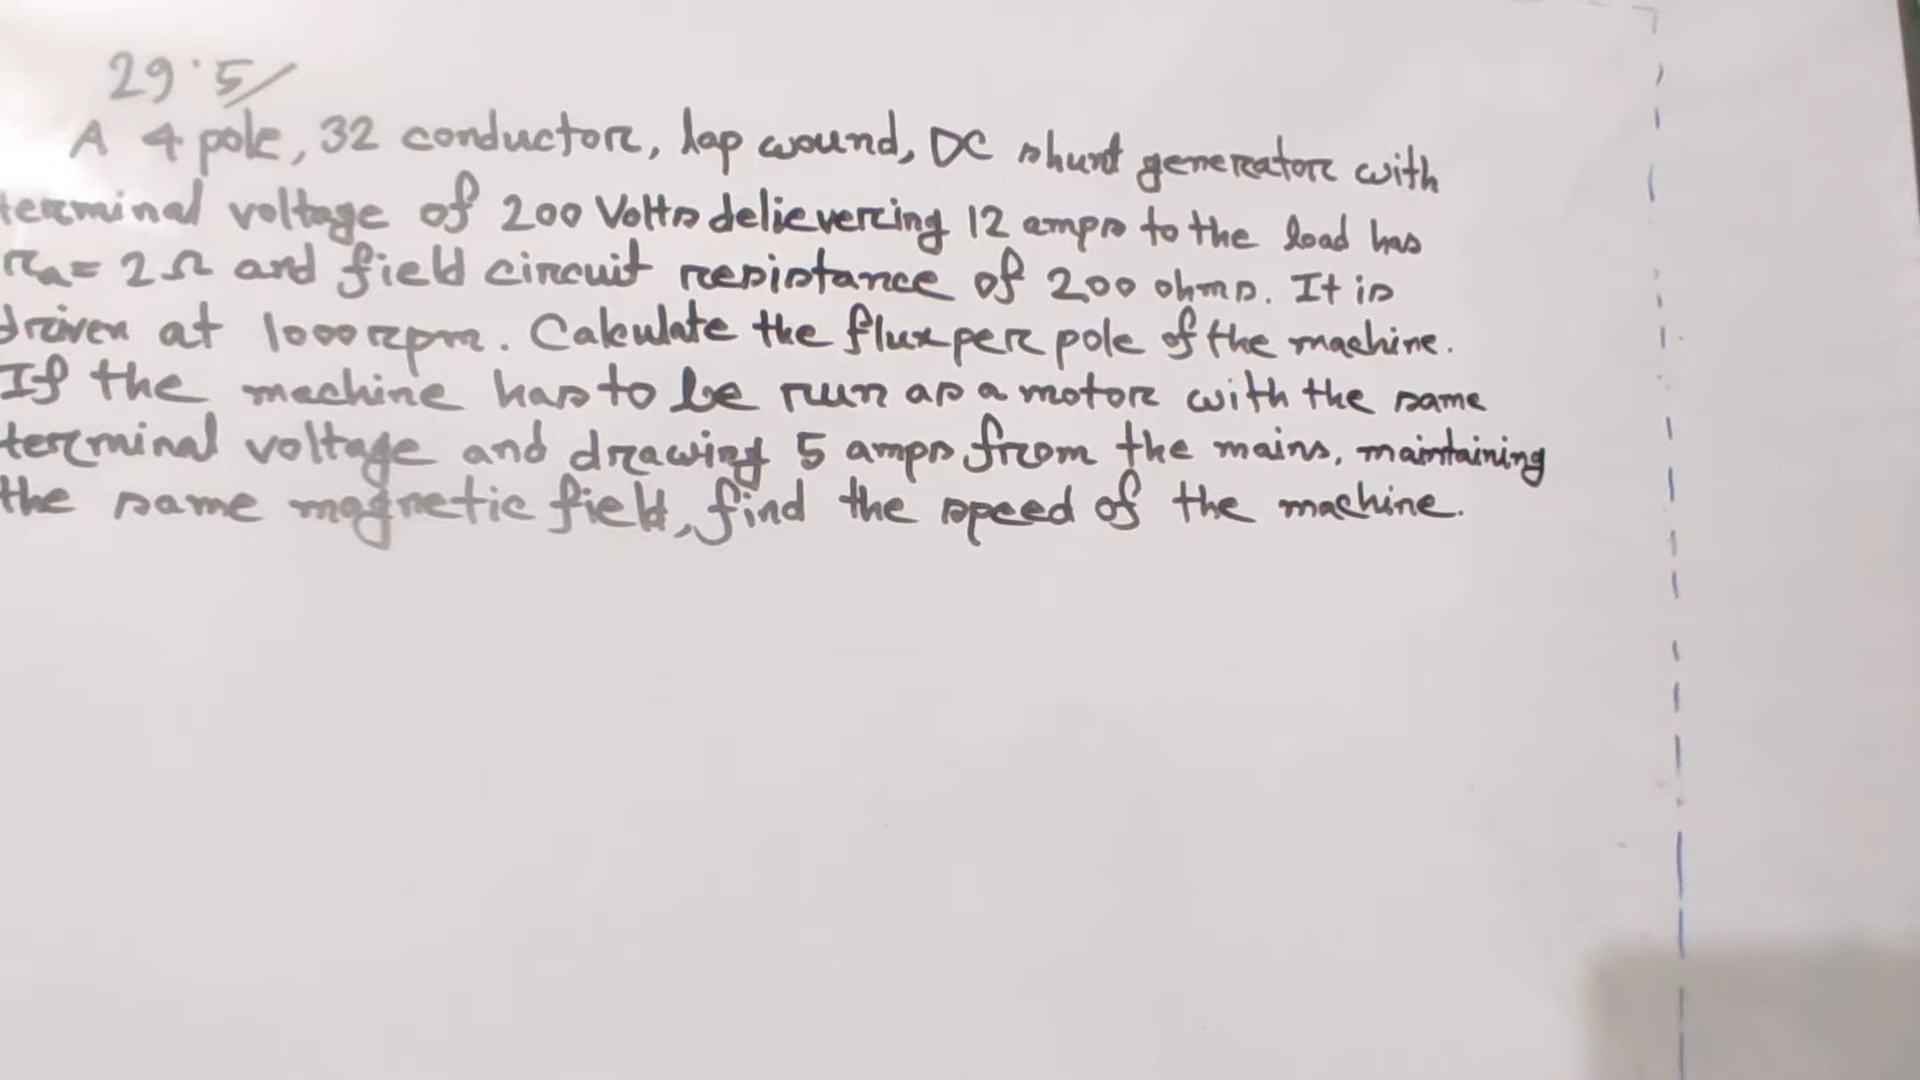 29.5/
A 4 pole, 32 conductor, lap wound, DC shunt generator with
terminal voltage of 200 Volts delievering 12 amps to the load has
ra = 2Ω and field circuit resistance of 200 ohms. It is
driven at 1000 rpm. Calculate the flux per pole of the machine.
If the machine has to be run as a motor with the same
terminal voltage and drawing 5 amps from the mains, maintaining
the same magnetic field, find the speed of the machine.